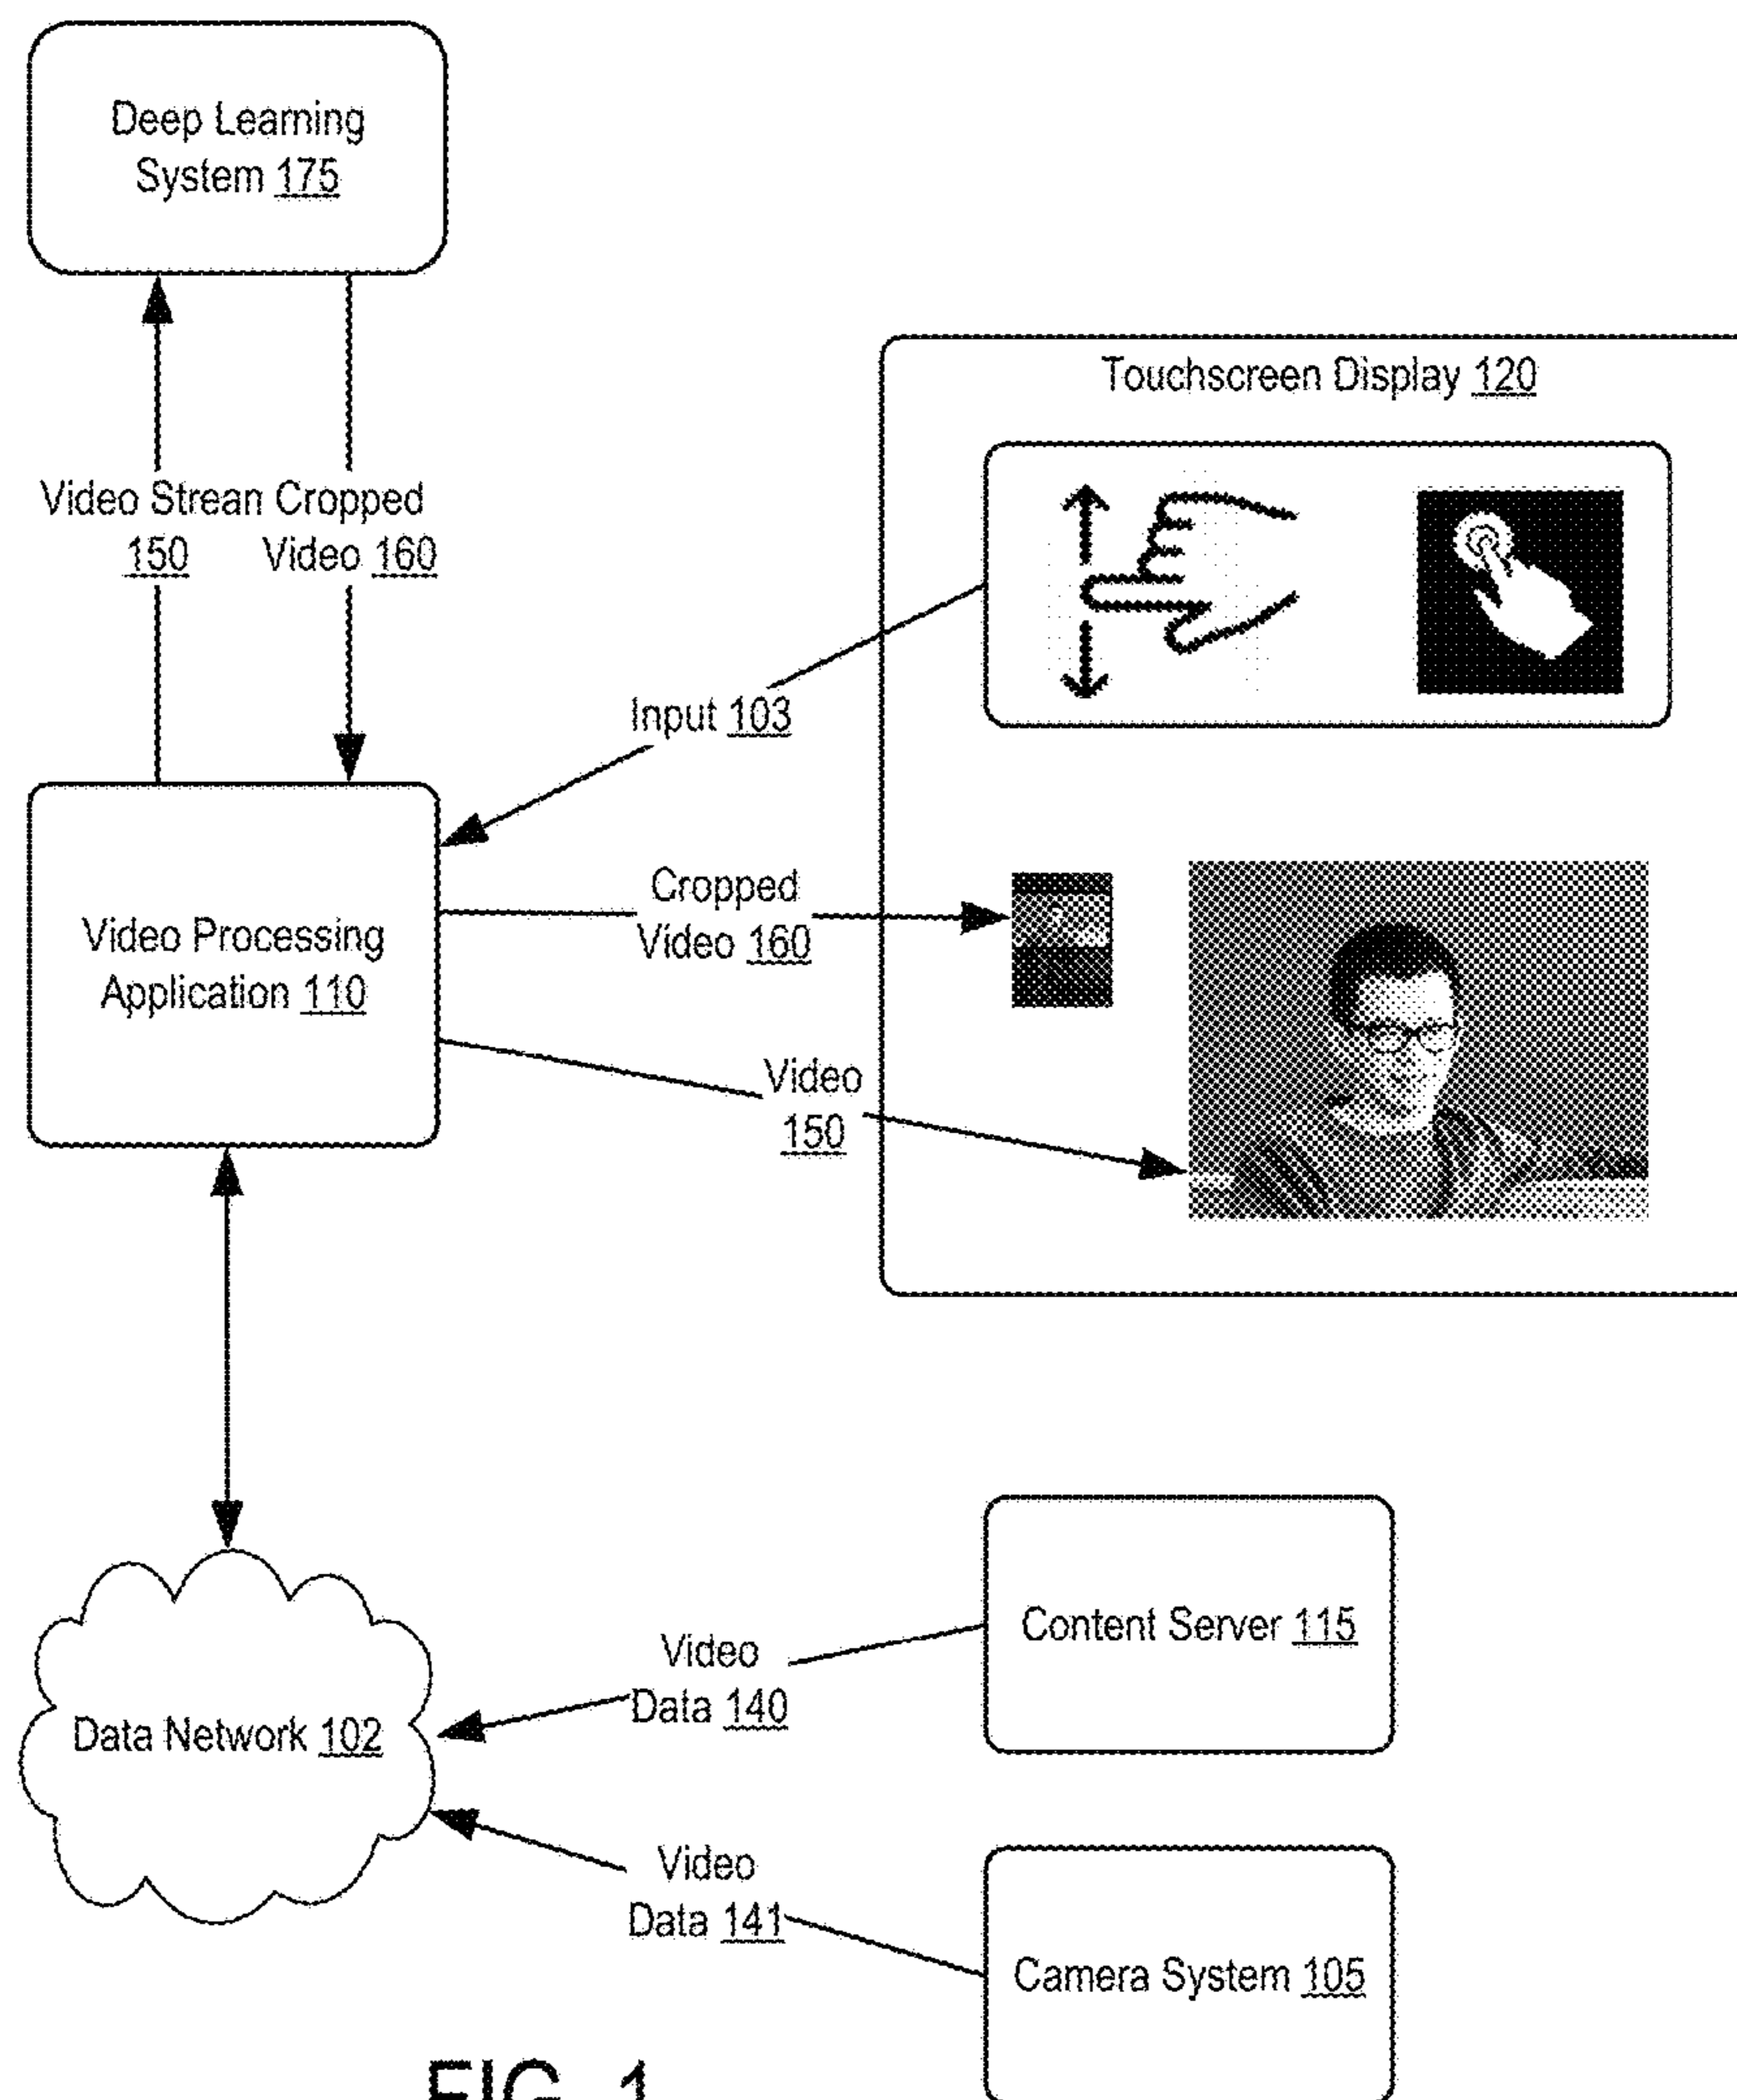 Deep Learning
System 175
Touchscreen Display 120
Video Strean
150
Cropped
Video 160
Input 103
Cropped
Video 160
Video Processing
Application 110
Video
150
Content Server 115
Video
Data 140
Data Network 102
Video
Data 141
Camera System 105
FIG. 1